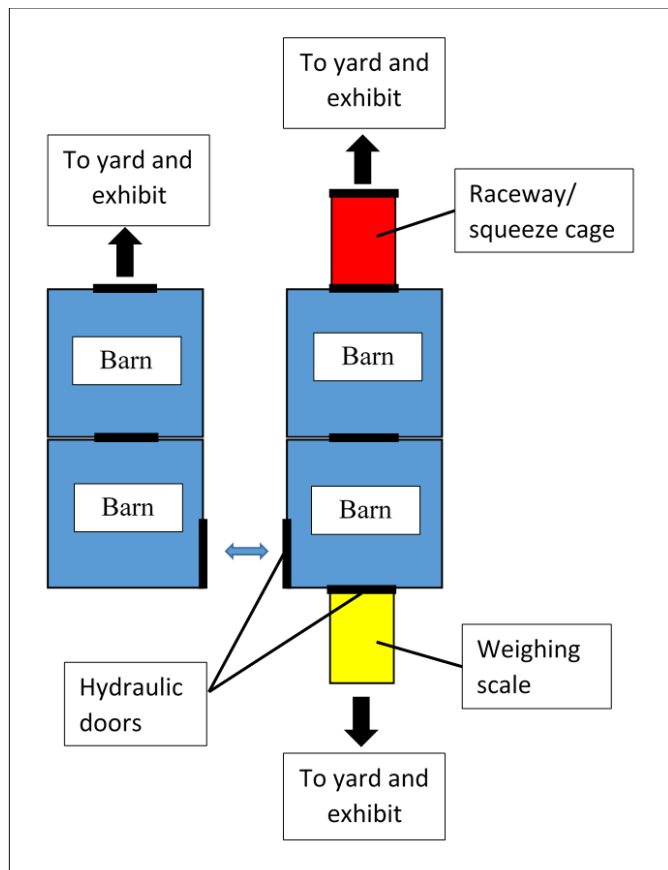 To yard and
exhibit
To yard and
exhibit
Raceway/
squeeze cage
Barn
Barn
Barn
Barn
Hydraulic
doors
Weighing
scale
To yard and
exhibit